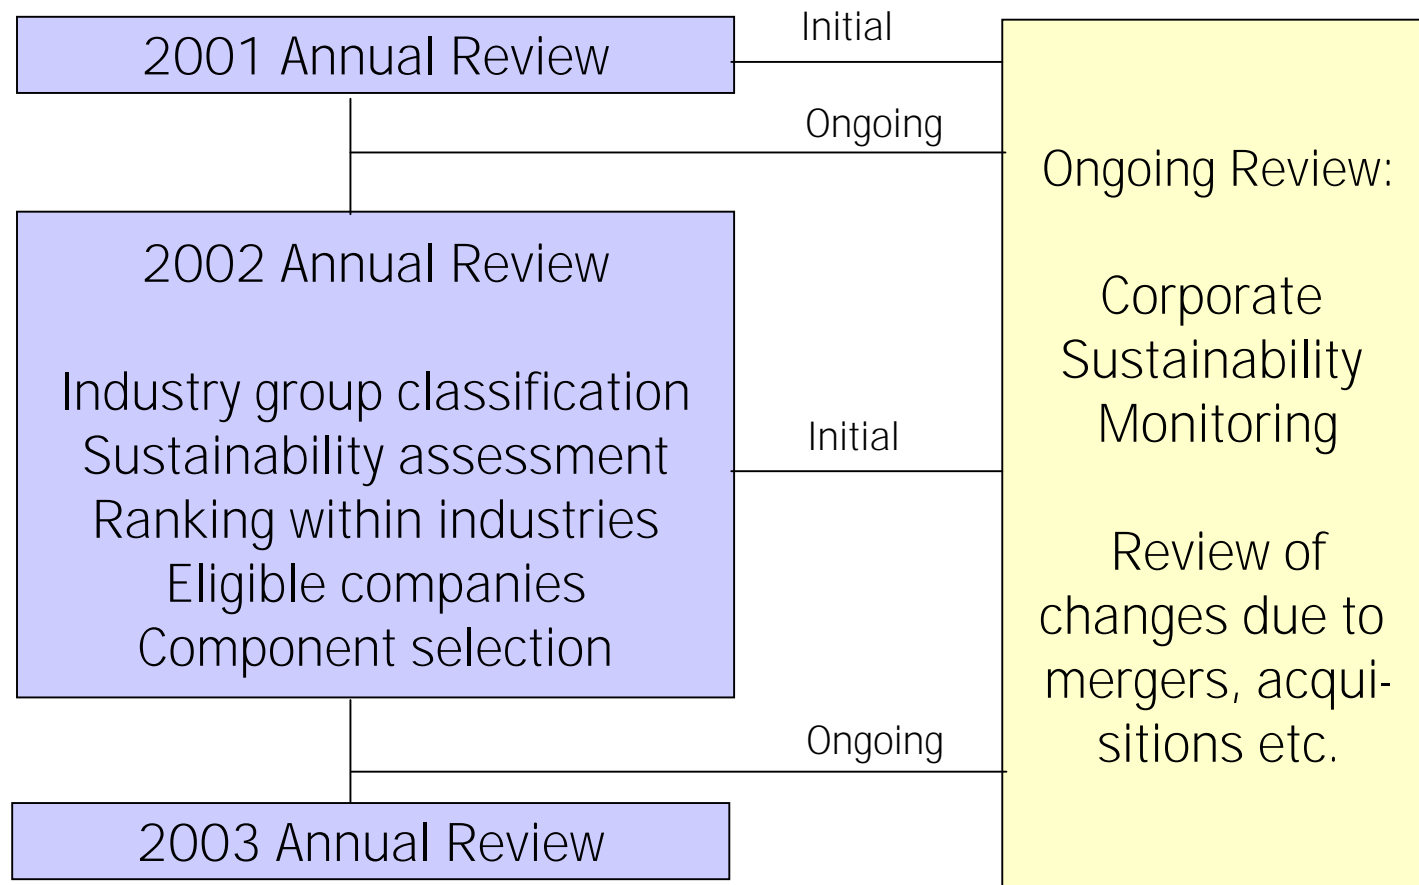 2001 Annual Review
Initial
Ongoing
2002 Annual Review
Industry group classification
Sustainability assessment
Ranking within industries
Eligible companies
Component selection
Initial
Ongoing
2003 Annual Review
Ongoing Review:
Corporate
Sustainability
Monitoring
Review of
changes due to
mergers, acqui-
sitions etc.